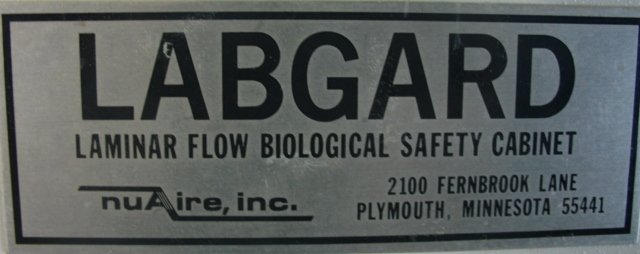 LABGARD
LAMINAR FLOW BIOLOGICAL SAFETY CABINET
nuAire, inc.
2100 FERNBROOK LANE
PLYMOUTH, MINNESOTA 55441